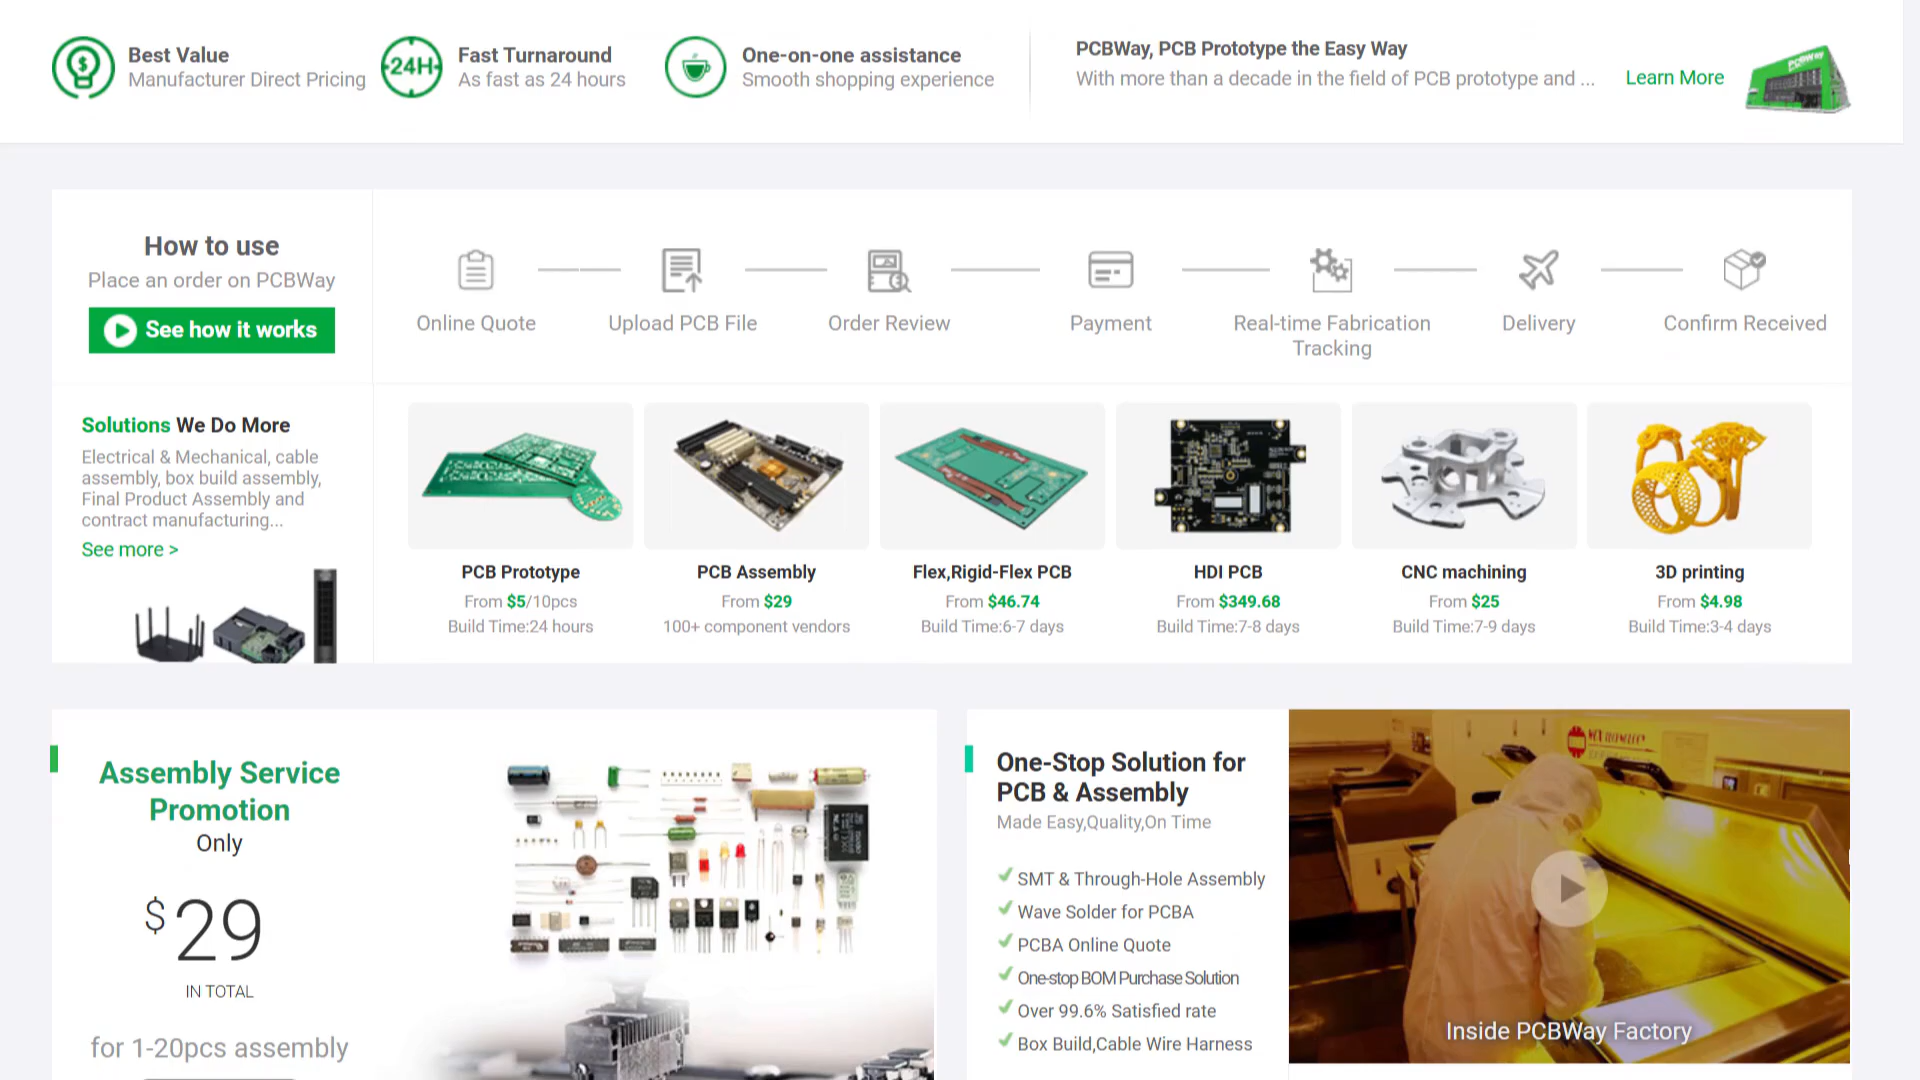 Best Value
Manufacturer Direct Pricing
24H
Fast Turnaround
As fast as 24 hours
One-on-one assistance
Smooth shopping experience
PCBWay, PCB Prototype the Easy Way
With more than a decade in the field of PCB prototype and ...
Learn More
PCBWay
How to use
Place an order on PCBWay
See how it works
Online Quote
Upload PCB File
Order Review
Payment
Real-time Fabrication
Tracking
Delivery
Confirm Received
Solutions We Do More
Electrical & Mechanical, cable
assembly, box build assembly,
Final Product Assembly and
contract manufacturing...
See more >
PCB Prototype
From $5/10pcs
Build Time:24 hours
PCB Assembly
From $29
100+ component vendors
Flex,Rigid-Flex PCB
From $46.74
Build Time:6-7 days
HDI PCB
From $349.68
Build Time:7-8 days
CNC machining
From $25
Build Time:7-9 days
3D printing
From $4.98
Build Time:3-4 days
Assembly Service
Promotion
Only
$29
IN TOTAL
for 1-20pcs assembly
One-Stop Solution for
PCB & Assembly
Made Easy,Quality,On Time
SMT & Through-Hole Assembly
Wave Solder for PCBA
PCBA Online Quote
One-stop BOM Purchase Solution
Over 99.6% Satisfied rate
Box Build,Cable Wire Harness
Inside PCBWay Factory